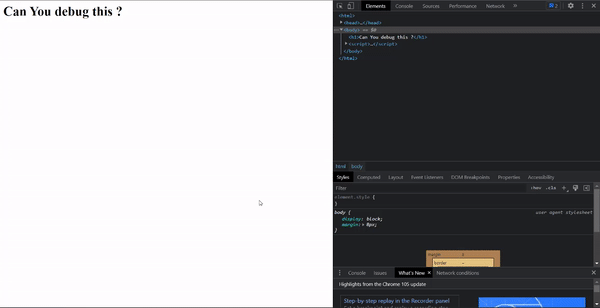 Can You debug this ?
Elements Console Sources Performance Network » 2
<html>
▸<head>…</head>
▾<body> == $0
<h1>Can You debug this ?</h1>
▸<script>…</script>
</body>
</html>
html body
Styles Computed Layout Event Listeners DOM Breakpoints Properties Accessibility
Filter :hov .cls +
element.style {
}
body { user agent stylesheet
display: block;
margin:▸ 8px;
}
margin 8
border -
Console Issues What's New × Network conditions
Highlights from the Chrome 105 update
Step-by-step replay in the Recorder panel